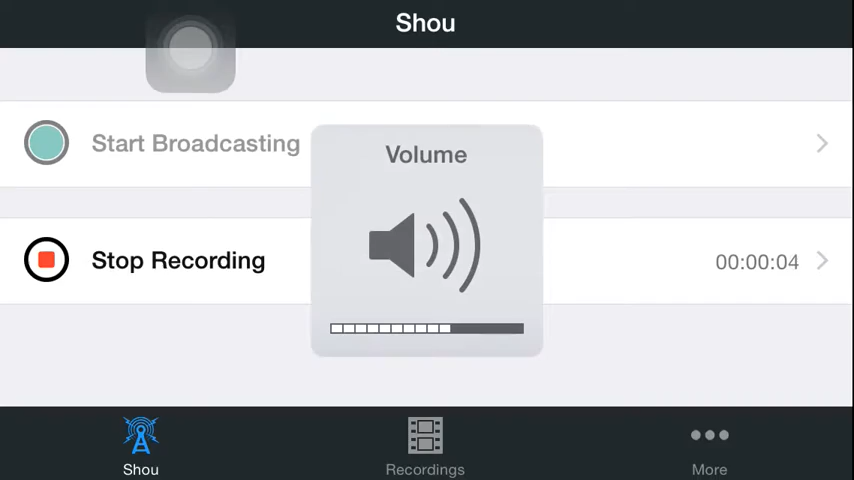 Shou
Start Broadcasting
Volume
Stop Recording
00:00:04
Shou
Recordings
More